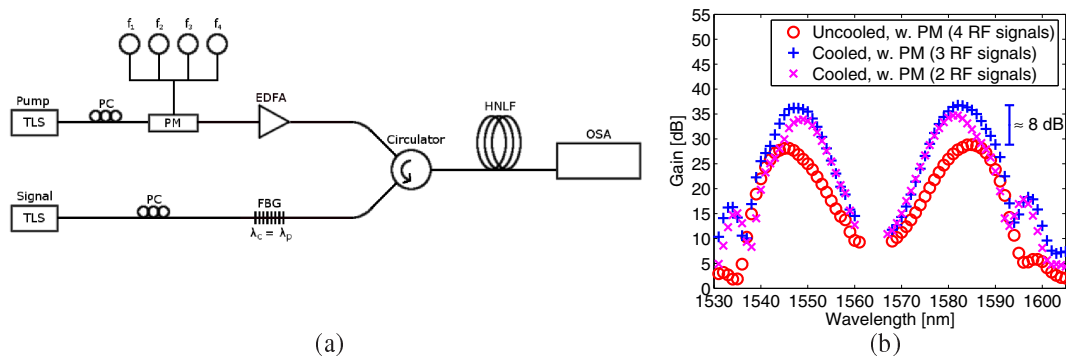 f1 f2 f3 f4
Pump
TLS
PC
PM
EDFA
Circulator
HNLF
OSA
Signal
TLS
PC
FBG
λc = λp
(a)
Uncooled, w. PM (4 RF signals)
Cooled, w. PM (3 RF signals)
Cooled, w. PM (2 RF signals)
≈ 8 dB
Gain [dB]
55
50
45
40
35
30
25
20
15
10
5
0
1530 1540 1550 1560 1570 1580 1590 1600
Wavelength [nm]
(b)